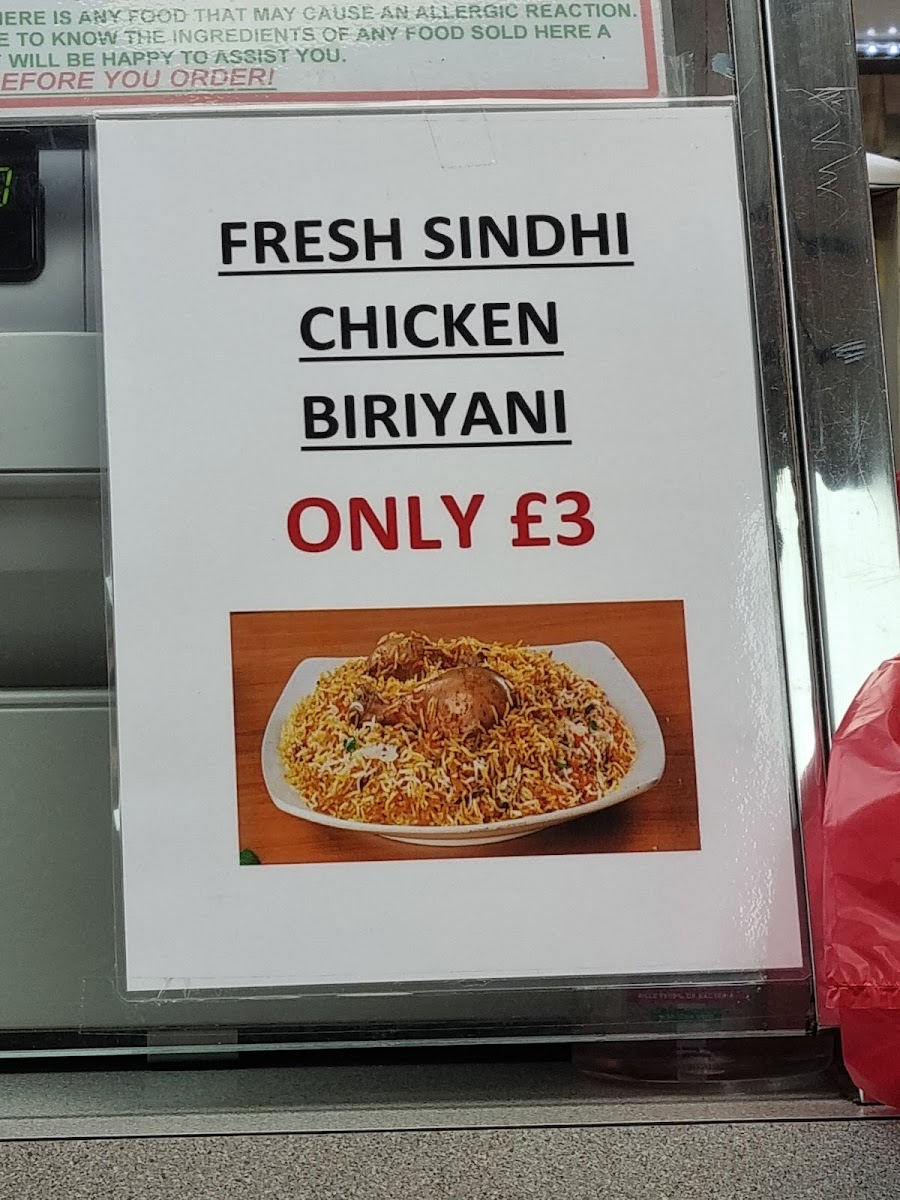 HERE IS ANY FOOD THAT MAY CAUSE AN ALLERGIC REACTION.
E TO KNOW THE INGREDIENTS OF ANY FOOD SOLD HERE A
WILL BE HAPPY TO ASSIST YOU.
EFORE YOU ORDER!
FRESH SINDHI
CHICKEN
BIRIYANI
ONLY £3